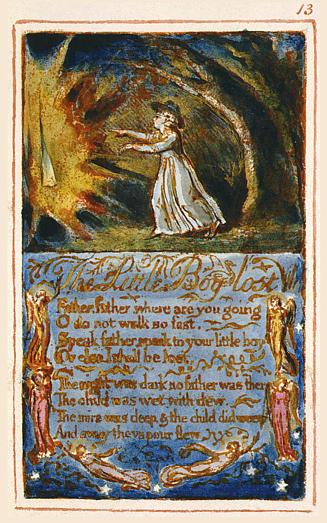 13
The Little Boy lost
Father, father, where are you going
O do not walk so fast.
Speak father, speak to your little boy
Or else I shall be lost,
The night was dark no father was there
The child was wet with dew.
The mire was deep, & the child did weep
And away the vapour flew.